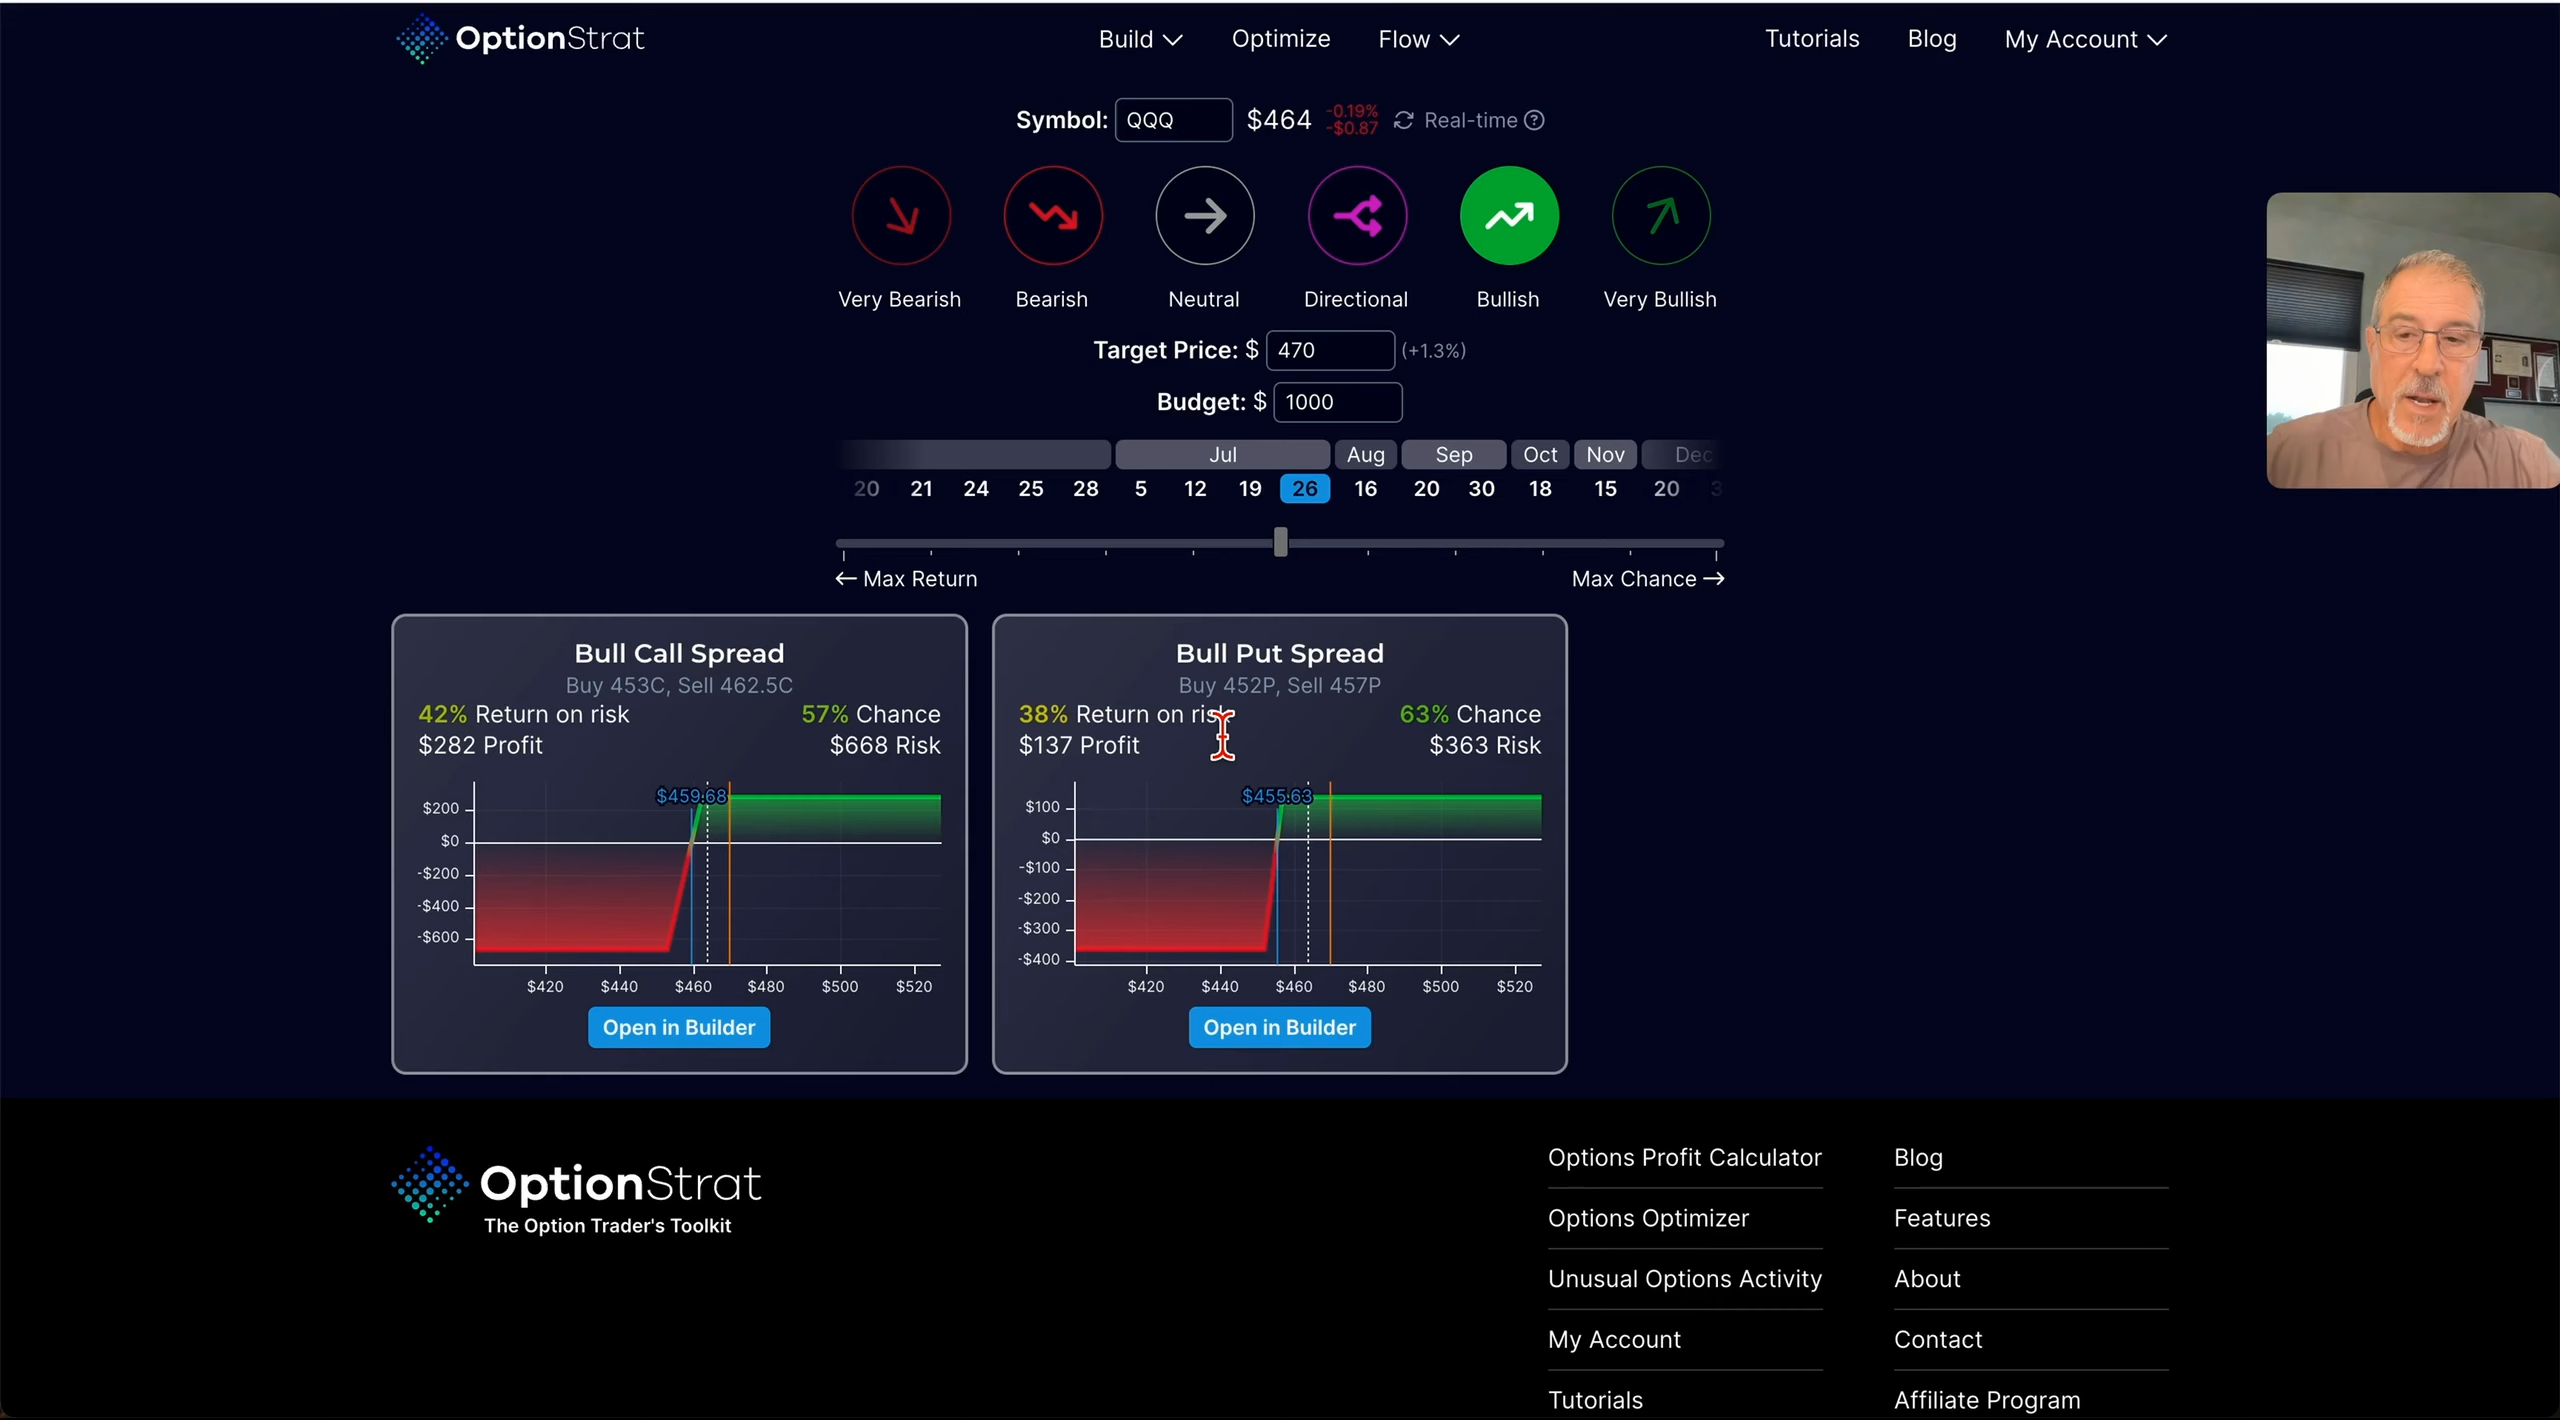 OptionStrat
Build Optimize Flow
Tutorials Blog My Account
Symbol: QQQ $464 -0.19% -$0.87 Real-time ?
Very Bearish Bearish Neutral Directional Bullish Very Bullish
Target Price: $ 470 (+1.3%)
Budget: $ 1000
Jul Aug Sep Oct Nov Dec
20 21 24 25 28 5 12 19 26 16 20 30 18 15 20 3
← Max Return Max Chance →
Bull Call Spread
Buy 453C, Sell 462.5C
42% Return on risk 57% Chance
$282 Profit $668 Risk
$459.68
$200
$0
-$200
-$400
-$600
$420 $440 $460 $480 $500 $520
Open in Builder
Bull Put Spread
Buy 452P, Sell 457P
38% Return on risk 63% Chance
$137 Profit $363 Risk
$455.63
$100
$0
-$100
-$200
-$300
-$400
$420 $440 $460 $480 $500 $520
Open in Builder
OptionStrat
The Option Trader's Toolkit
Options Profit Calculator
Options Optimizer
Unusual Options Activity
My Account
Tutorials
Blog
Features
About
Contact
Affiliate Program